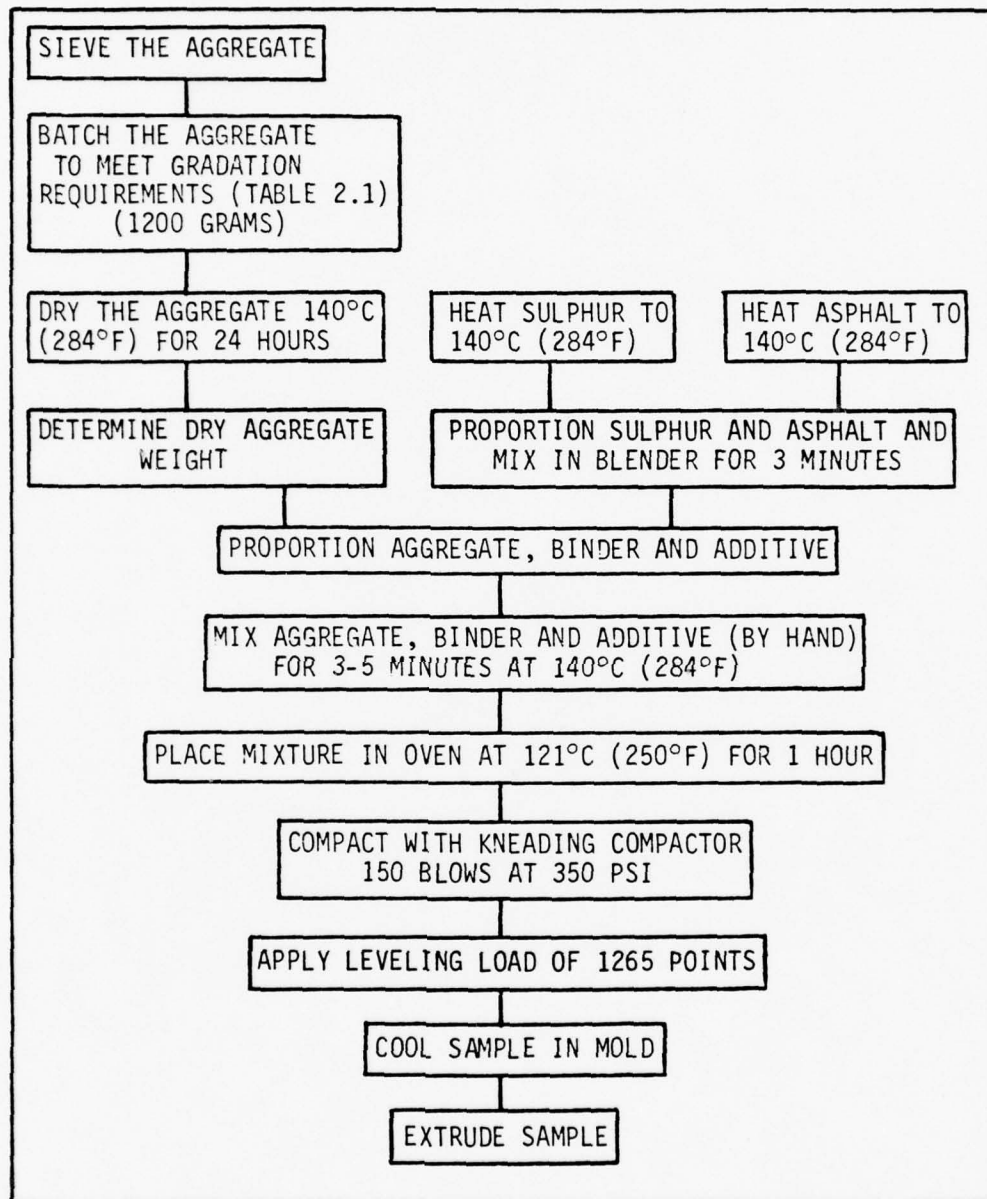 SIEVE THE AGGREGATE
BATCH THE AGGREGATE
TO MEET GRADATION
REQUIREMENTS (TABLE 2.1)
(1200 GRAMS)
DRY THE AGGREGATE 140°C
(284°F) FOR 24 HOURS
HEAT SULPHUR TO
140°C (284°F)
HEAT ASPHALT TO
140°C (284°F)
DETERMINE DRY AGGREGATE
WEIGHT
PROPORTION SULPHUR AND ASPHALT AND
MIX IN BLENDER FOR 3 MINUTES
PROPORTION AGGREGATE, BINDER AND ADDITIVE
MIX AGGREGATE, BINDER AND ADDITIVE (BY HAND)
FOR 3-5 MINUTES AT 140°C (284°F)
PLACE MIXTURE IN OVEN AT 121°C (250°F) FOR 1 HOUR
COMPACT WITH KNEADING COMPACTOR
150 BLOWS AT 350 PSI
APPLY LEVELING LOAD OF 1265 POINTS
COOL SAMPLE IN MOLD
EXTRUDE SAMPLE